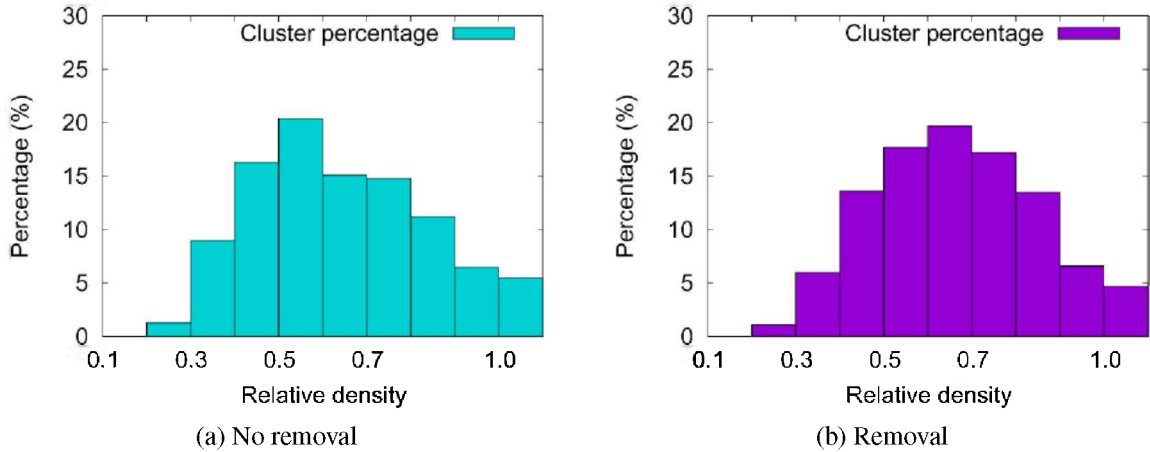 30
25
20
15
10
5
0
Percentage (%)
Cluster percentage
0.1 0.3 0.5 0.7 1.0
Relative density
(a) No removal
30
25
20
15
10
5
0
Percentage (%)
Cluster percentage
0.1 0.3 0.5 0.7 1.0
Relative density
(b) Removal